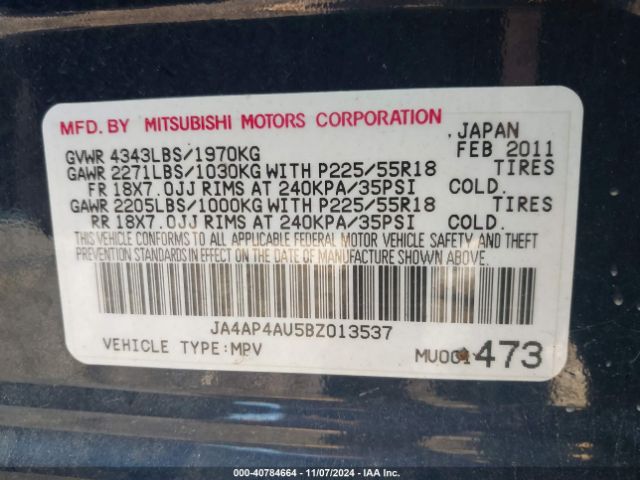 MFD. BY MITSUBISHI MOTORS CORPORATION, JAPAN
GVWR 4343LBS/1970KG FEB 2011
GAWR 2271LBS/1030KG WITH P225/55R18 TIRES
FR 18X7.0JJ RIMS AT 240KPA/35PSI COLD.
GAWR 2205LBS/1000KG WITH P225/55R18 TIRES
RR 18X7.0JJ RIMS AT 240KPA/35PSI COLD.
THIS VEHICLE CONFORMS TO ALL APPLICABLE FEDERAL MOTOR VEHICLE SAFETY AND THEFT
PREVENTION STANDARDS IN EFFECT ON THE DATE OF MANUFACTURE SHOWN ABOVE.
JA4AP4AU5BZ013537
VEHICLE TYPE:MPV 473
000-40784664 - 11/07/2024 - IAA Inc.